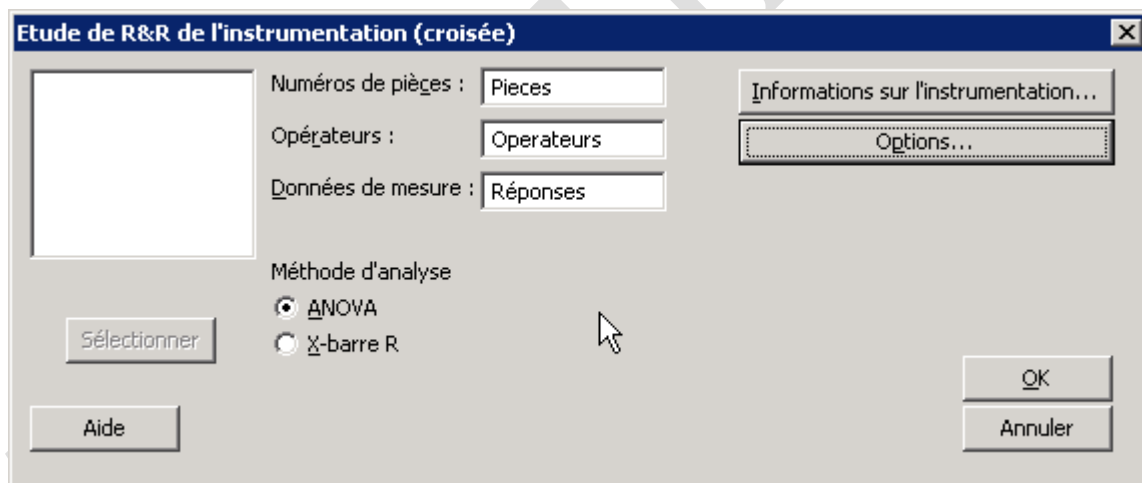 Etude de R&R de l'instrumentation (croisée)
Numéros de pièces : Pieces
Informations sur l'instrumentation...
Opérateurs : Operateurs
Options...
Données de mesure : Réponses
Méthode d'analyse
ANOVA
X-barre R
Sélectionner
OK
Aide
Annuler